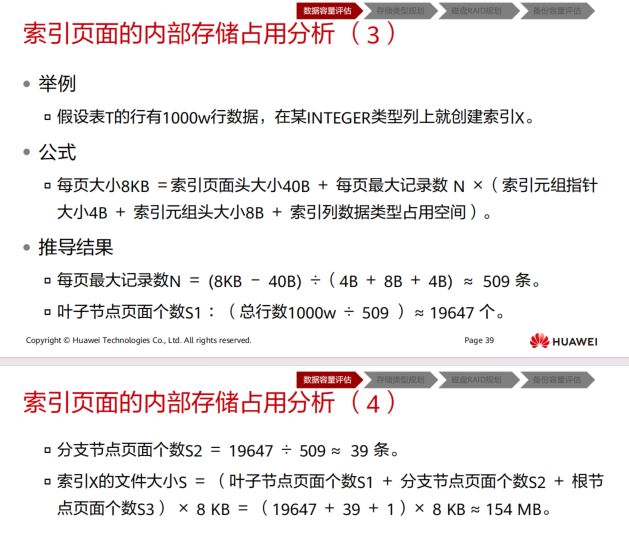 数据容量评估 存储类型规划 磁盘RAID规划 备份容量评估
索引页面的内部存储占用分析（3）
举例
假设表T的行有1000w行数据，在某INTEGER类型列上就创建索引X。
公式
每页大小8KB ＝索引页面头大小40B ＋ 每页最大记录数 N ×（ 索引元组指针
大小4B ＋ 索引元组头大小8B ＋ 索引列数据类型占用空间 ）。
推导结果
每页最大记录数N ＝ (8KB － 40B) ÷（ 4B ＋ 8B ＋ 4B) ≈ 509 条。
叶子节点页面个数S1 ：（ 总行数1000w ÷ 509 ）≈ 19647 个。
Copyright © Huawei Technologies Co., Ltd. All rights reserved. Page 39 HUAWEI
数据容量评估 存储类型规划 磁盘RAID规划 备份容量评估
索引页面的内部存储占用分析（4）
分支节点页面个数S2 ＝ 19647 ÷ 509 ≈ 39 条。
索引X的文件大小S ＝（ 叶子节点页面个数S1 ＋ 分支节点页面个数S2 ＋ 根节
点页面个数S3 ）× 8 KB ＝（ 19647 ＋ 39 ＋ 1 ）× 8 KB ≈ 154 MB。